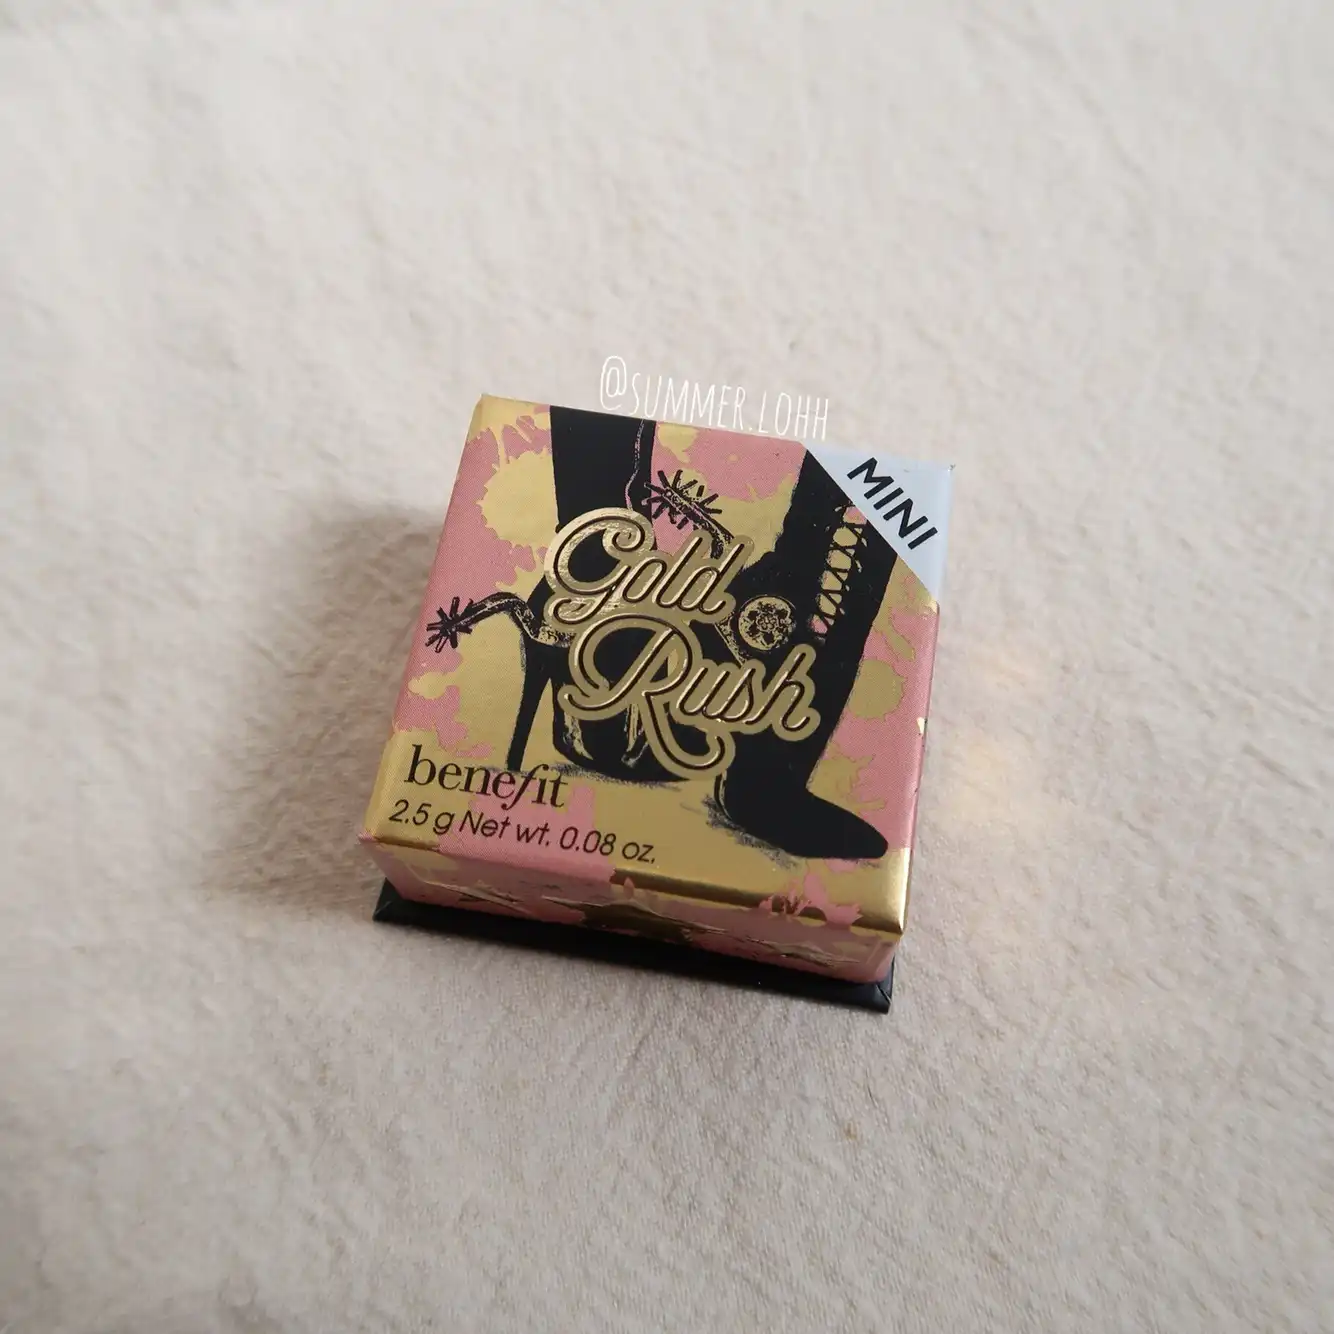 @SUMMER.LOHH
MINI
Gold
Rush
benefit
2.5 g Net wt. 0.08 oz.